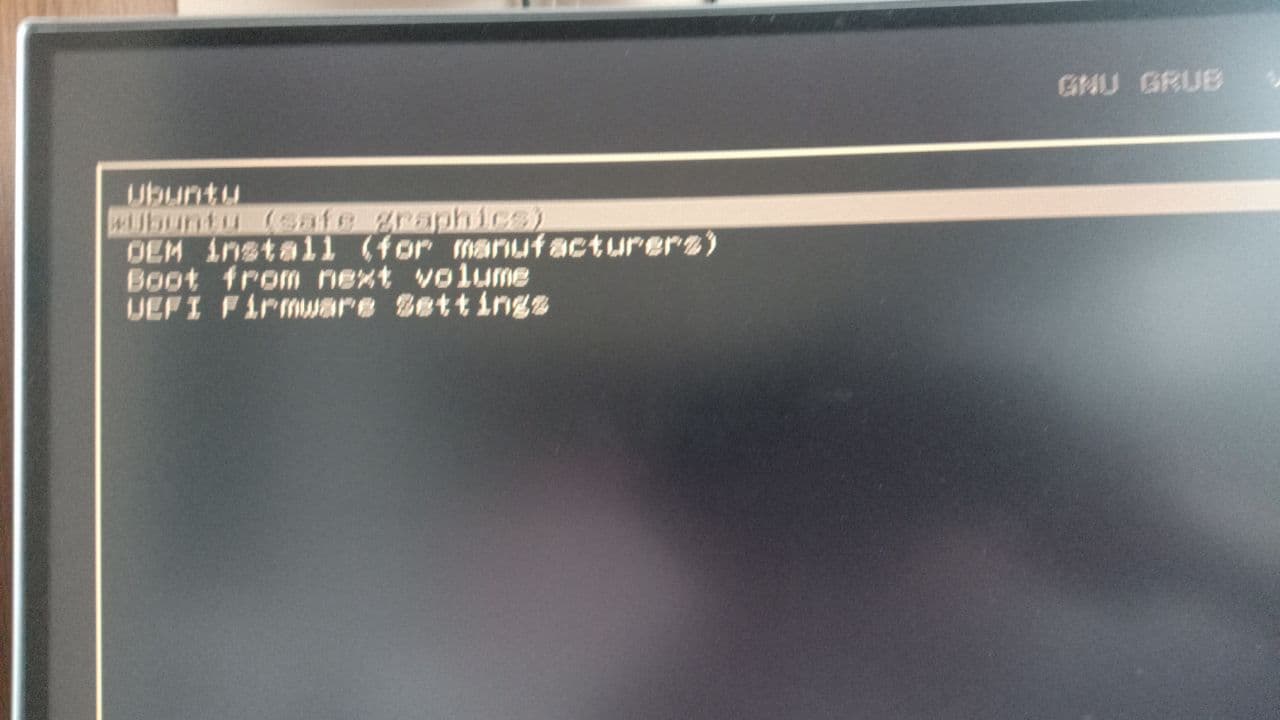 GNU GRUB
Ubuntu
*Ubuntu (safe graphics)
OEM install (for manufacturers)
Boot from next volume
UEFI Firmware Settings